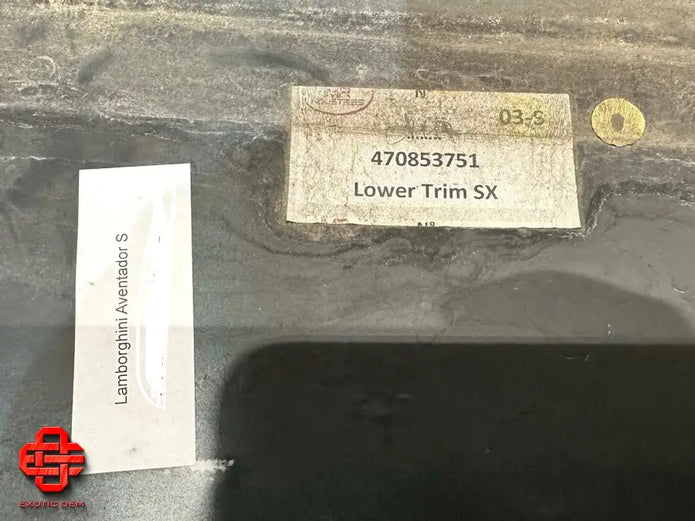 03-S
470853751
Lower Trim SX
Lamborghini Aventador S
EXOTIC OEM